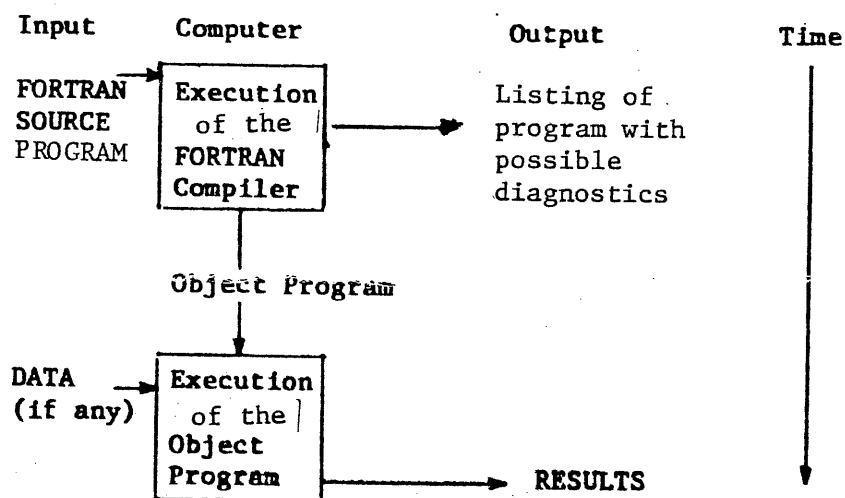 Input Computer Output Time
FORTRAN
SOURCE
PROGRAM
Execution
of the
FORTRAN
Compiler
Listing of
program with
possible
diagnostics
Object Program
DATA
(if any)
Execution
of the
Object
Program
RESULTS